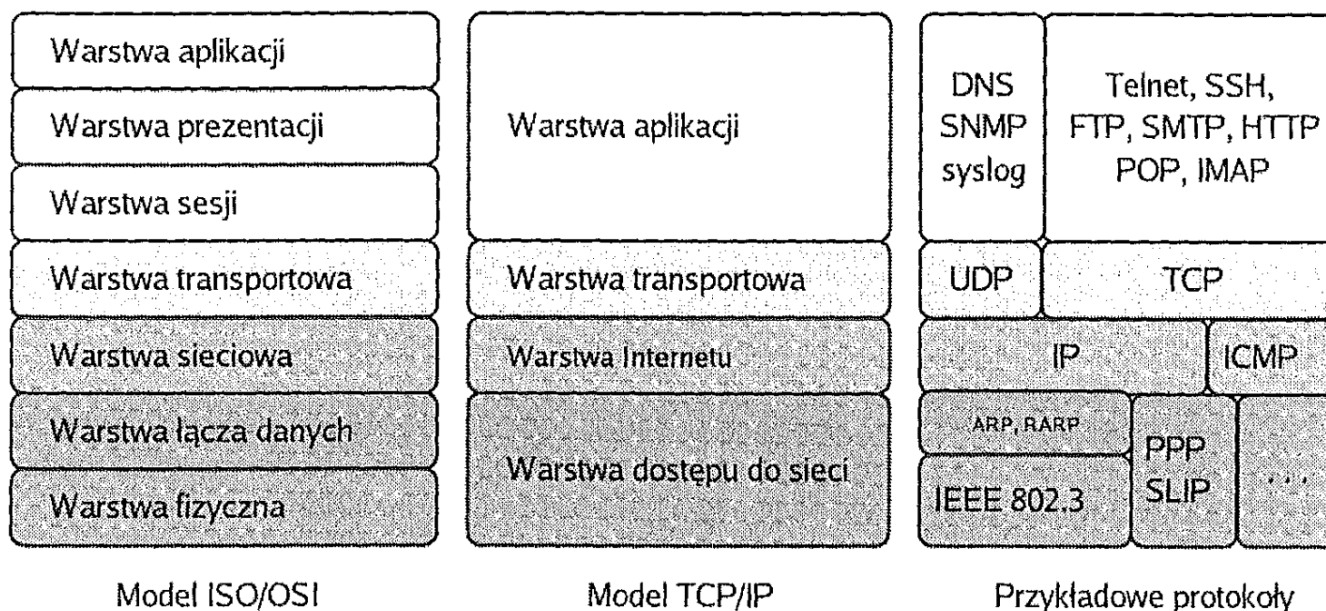 Warstwa aplikacji
Warstwa prezentacji
Warstwa sesji
Warstwa transportowa
Warstwa sieciowa
Warstwa łącza danych
Warstwa fizyczna
Model ISO/OSI
Warstwa aplikacji
Warstwa transportowa
Warstwa Internetu
Warstwa dostępu do sieci
Model TCP/IP
DNS
SNMP
syslog
Telnet, SSH,
FTP, SMTP, HTTP
POP, IMAP
UDP
TCP
IP
ICMP
ARP, RARP
IEEE 802.3
PPP
SLIP
...
Przykładowe protokoły